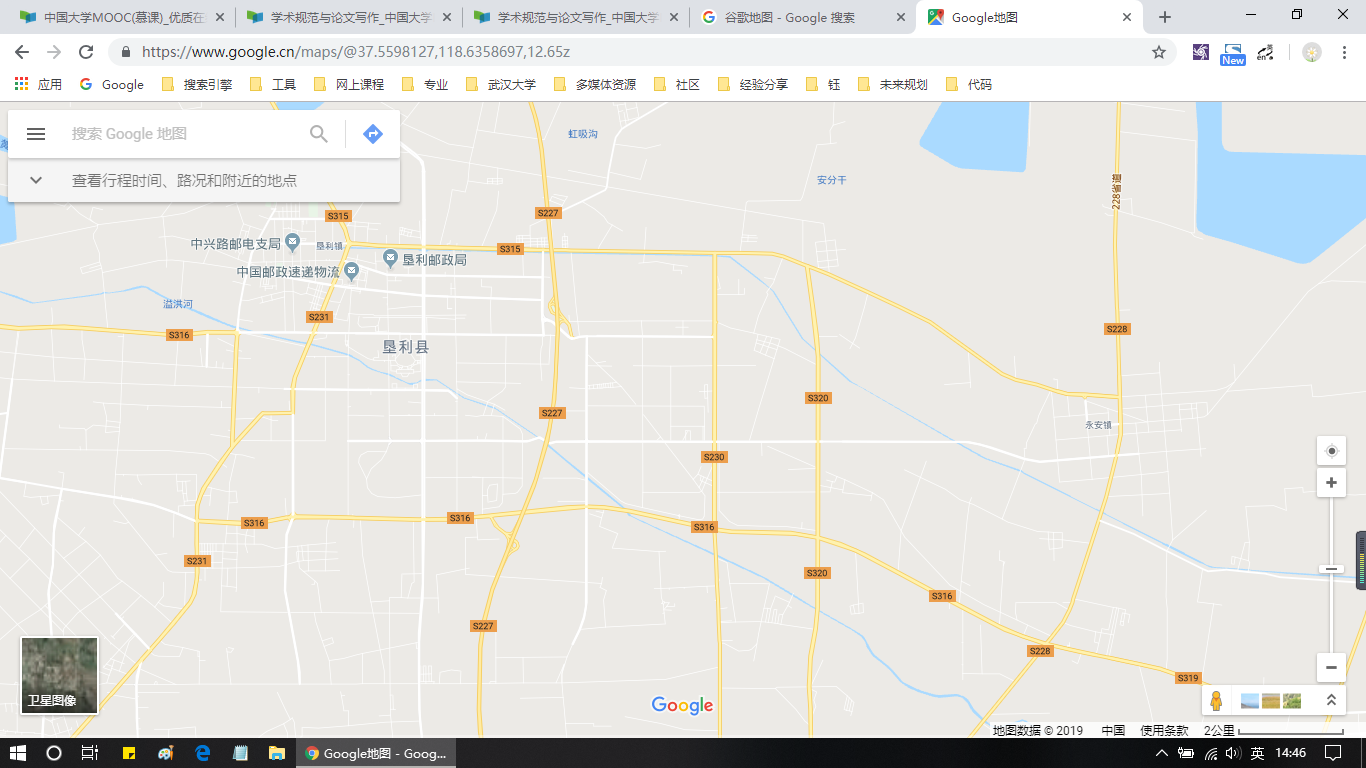 中国大学MOOC(慕课)_优质在
学术规范与论文写作_中国大学
学术规范与论文写作_中国大学
谷歌地图 - Google 搜索
Google地图
https://www.google.cn/maps/@37.5598127,118.6358697,12.65z
New
英
应用
Google
搜索引擎
工具
网上课程
专业
武汉大学
多媒体资源
社区
经验分享
钰
未来规划
代码
搜索 Google 地图
查看行程时间、路况和附近的地点
虹吸沟
安分干
228省道
S315
S227
中兴路邮电支局
垦利镇
S315
垦利邮政局
中国邮政速递物流
溢洪河
S231
S316
S228
垦利县
S320
S227
永安镇
S230
S316
S316
S316
S231
S320
S316
S227
S228
S319
卫星图像
Google
地图数据 © 2019
中国
使用条款
2公里
Google地图 - Goog...
英
14:46